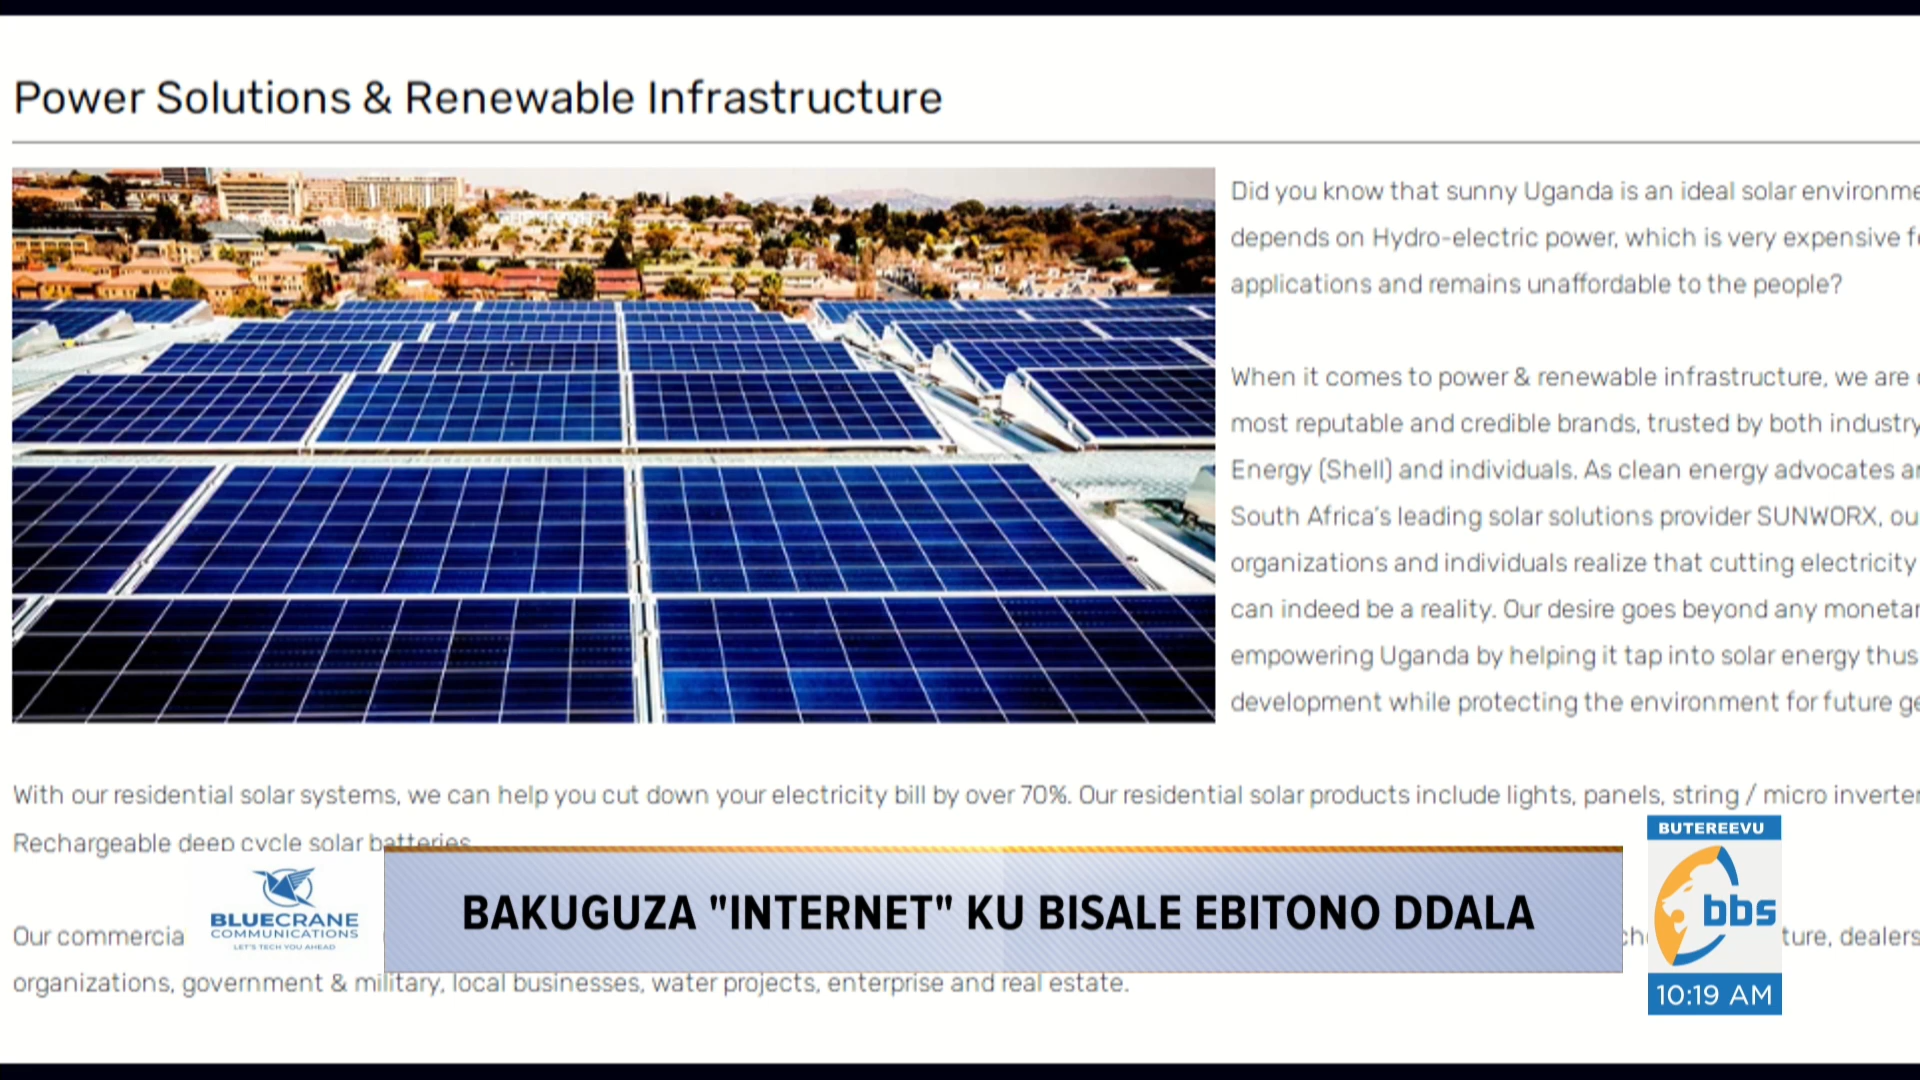 Power Solutions & Renewable Infrastructure
Did you know that sunny Uganda is an ideal solar
depends on Hydro-electric power, which is very expensive
applications and remains unaffordable to the people?
When it comes to power & renewable infrastructure, we are
most reputable and credible brands, trusted by both industry
Energy (Shell) and individuals. As clean energy advocates
South Africa's leading solar solutions provider SUNWORX,
organizations and individuals realize that cutting electricity
can indeed be a reality. Our desire goes beyond any
empowering Uganda by helping it tap into solar energy thus
development while protecting the environment for future
With our residential solar systems, we can help you cut down your electricity bill by over 70%. Our residential solar products include lights, panels, string / micro
Rechargeable deep cycle solar batteries
BUTEREEVU
bbs
10:19 AM
BLUECRANE
COMMUNICATIONS
LET'S TECH YOU AHEAD
BAKUGUZA "INTERNET" KU BISALE EBITONO DDALA
Our
dealers
organizations, government & military, local businesses, water projects, enterprise and real estate.